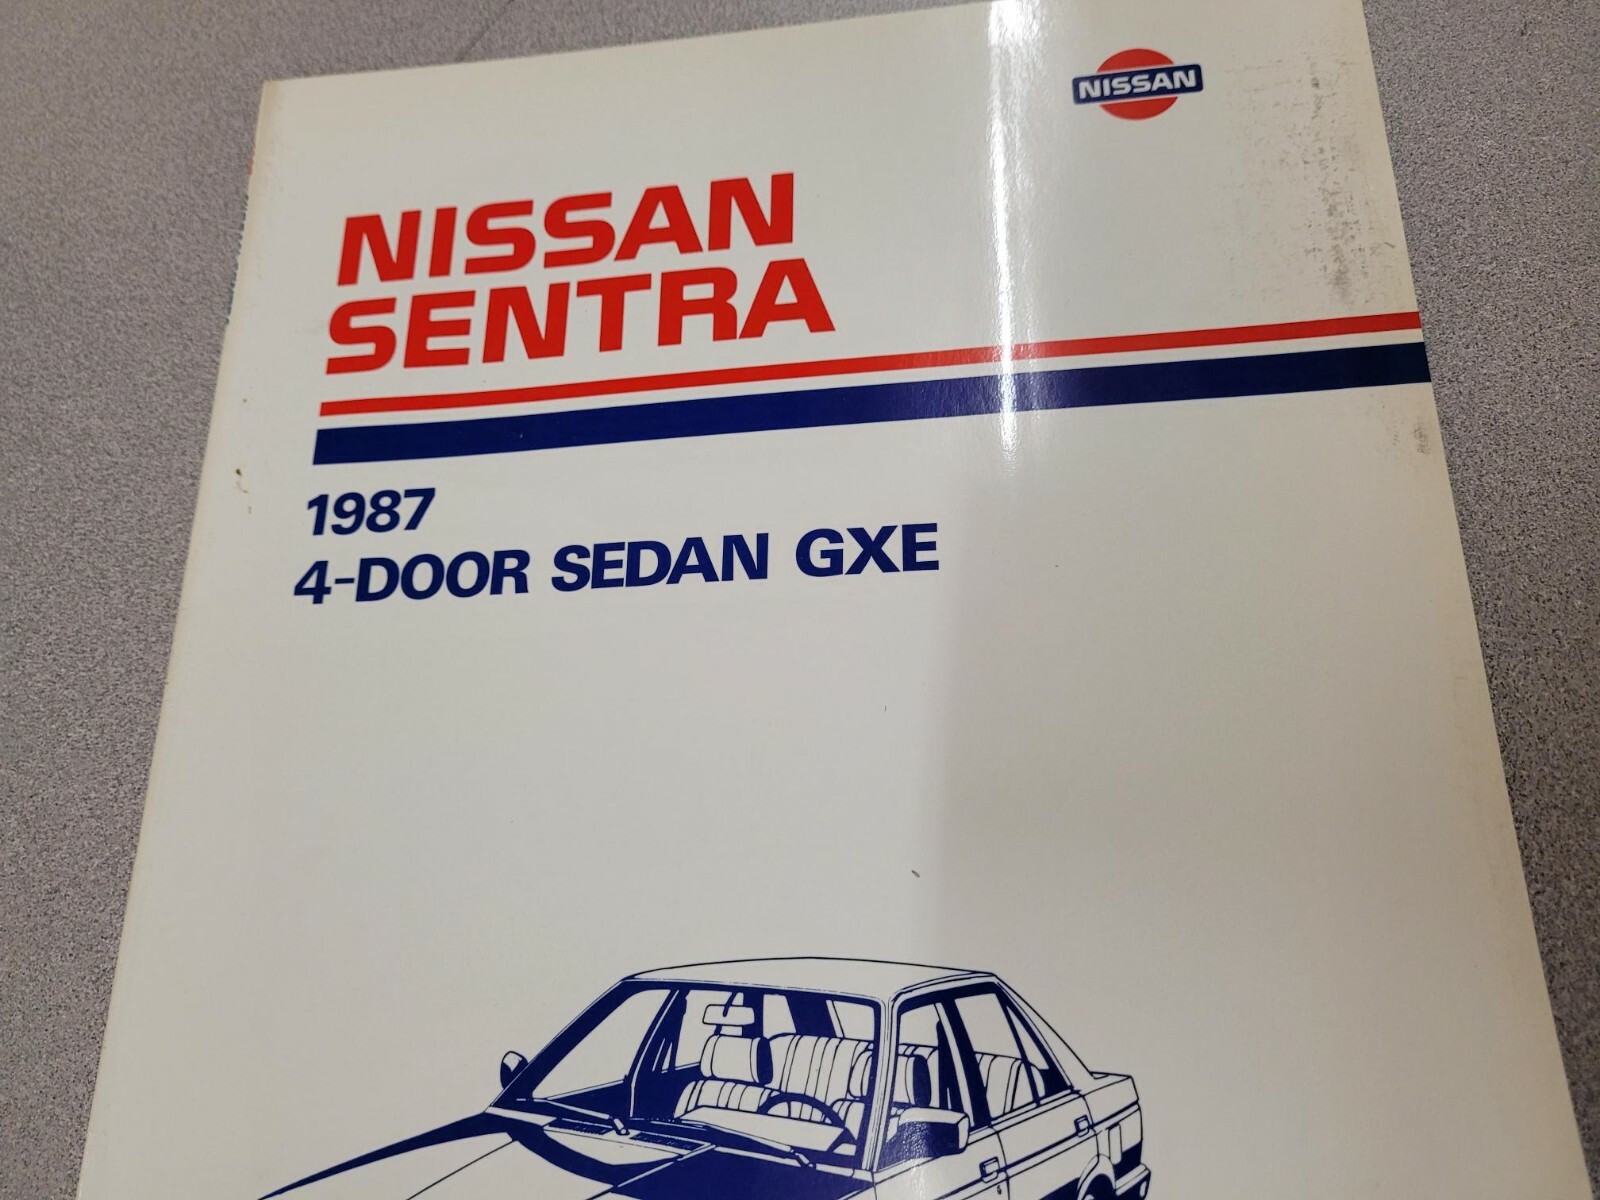 NISSAN
NISSAN
SENTRA
1987
4-DOOR SEDAN GXE